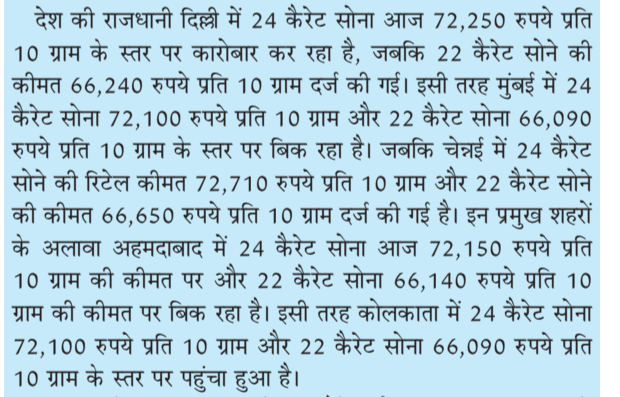 देश की राजधानी दिल्ली में 24 कैरेट सोना आज 72,250 रुपये प्रति
10 ग्राम के स्तर पर कारोबार कर रहा है, जबकि 22 कैरेट सोने की
कीमत 66,240 रुपये प्रति 10 ग्राम दर्ज की गई। इसी तरह मुंबई में 24
कैरेट सोना 72,100 रुपये प्रति 10 ग्राम और 22 कैरेट सोना 66,090
रुपये प्रति 10 ग्राम के स्तर पर बिक रहा है। जबकि चेन्नई में 24 कैरेट
सोने की रिटेल कीमत 72,710 रुपये प्रति 10 ग्राम और 22 कैरेट सोने
की कीमत 66,650 रुपये प्रति 10 ग्राम दर्ज की गई है। इन प्रमुख शहरों
के अलावा अहमदाबाद में 24 कैरेट सोना आज 72,150 रुपये प्रति
10 ग्राम की कीमत पर और 22 कैरेट सोना 66,140 रुपये प्रति 10
ग्राम की कीमत पर बिक रहा है। इसी तरह कोलकाता में 24 कैरेट सोना
72,100 रुपये प्रति 10 ग्राम और 22 कैरेट सोना 66,090 रुपये प्रति
10 ग्राम के स्तर पर पहुंचा हुआ है।